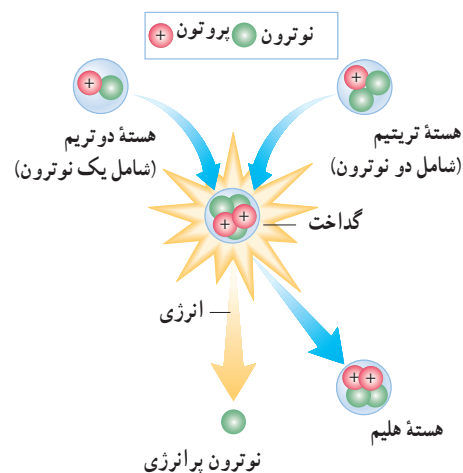 نوترون پروتون
هستهٔ تریتیم
(شامل دو نوترون)
هستهٔ دوتریم
(شامل یک نوترون)
گداخت
انرژی
هستهٔ هلیم
نوترون پرانرژی